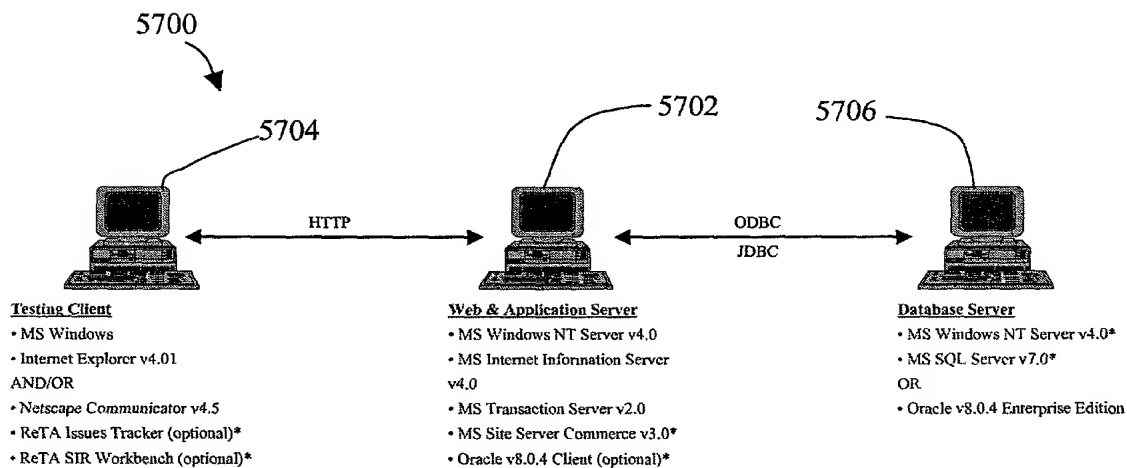 5700
5704
5702
5706
HTTP
ODBC
JDBC
Testing Client
• MS Windows
• Internet Explorer v4.01
AND/OR
• Netscape Communicator v4.5
• ReTA Issues Tracker (optional)*
• ReTA SIR Workbench (optional)*
Web & Application Server
• MS Windows NT Server v4.0
• MS Internet Information Server
v4.0
• MS Transaction Server v2.0
• MS Site Server Commerce v3.0*
• Oracle v8.0.4 Client (optional)*
Database Server
• MS Windows NT Server v4.0*
• MS SQL Server v7.0*
OR
• Oracle v8.0.4 Enterprise Edition